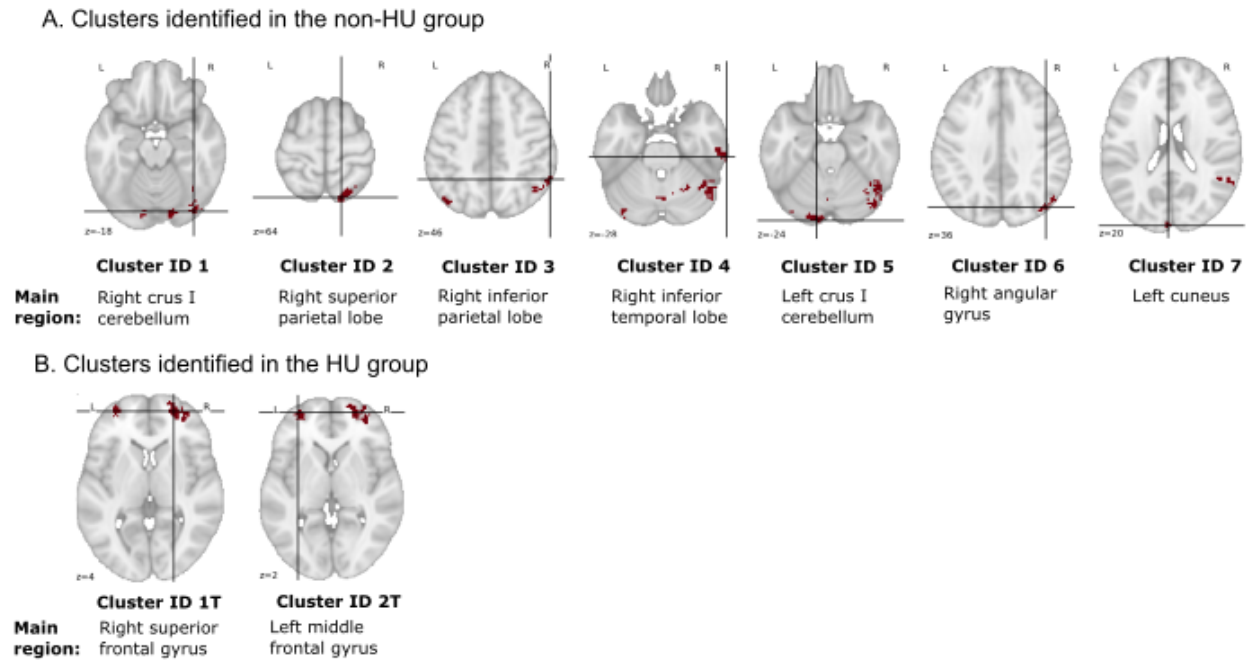 A. Clusters identified in the non-HU group
L R L R L R L R L R L R L R
z=-18 z=64 z=46 z=-28 z=-24 z=36 z=20
Cluster ID 1 Cluster ID 2 Cluster ID 3 Cluster ID 4 Cluster ID 5 Cluster ID 6 Cluster ID 7
Main Right crus I Right superior Right inferior Right inferior Left crus I Right angular Left cuneus
region: cerebellum parietal lobe parietal lobe temporal lobe cerebellum gyrus
B. Clusters identified in the HU group
L R L R
z=4 z=2
Cluster ID 1T Cluster ID 2T
Main Right superior Left middle
region: frontal gyrus frontal gyrus